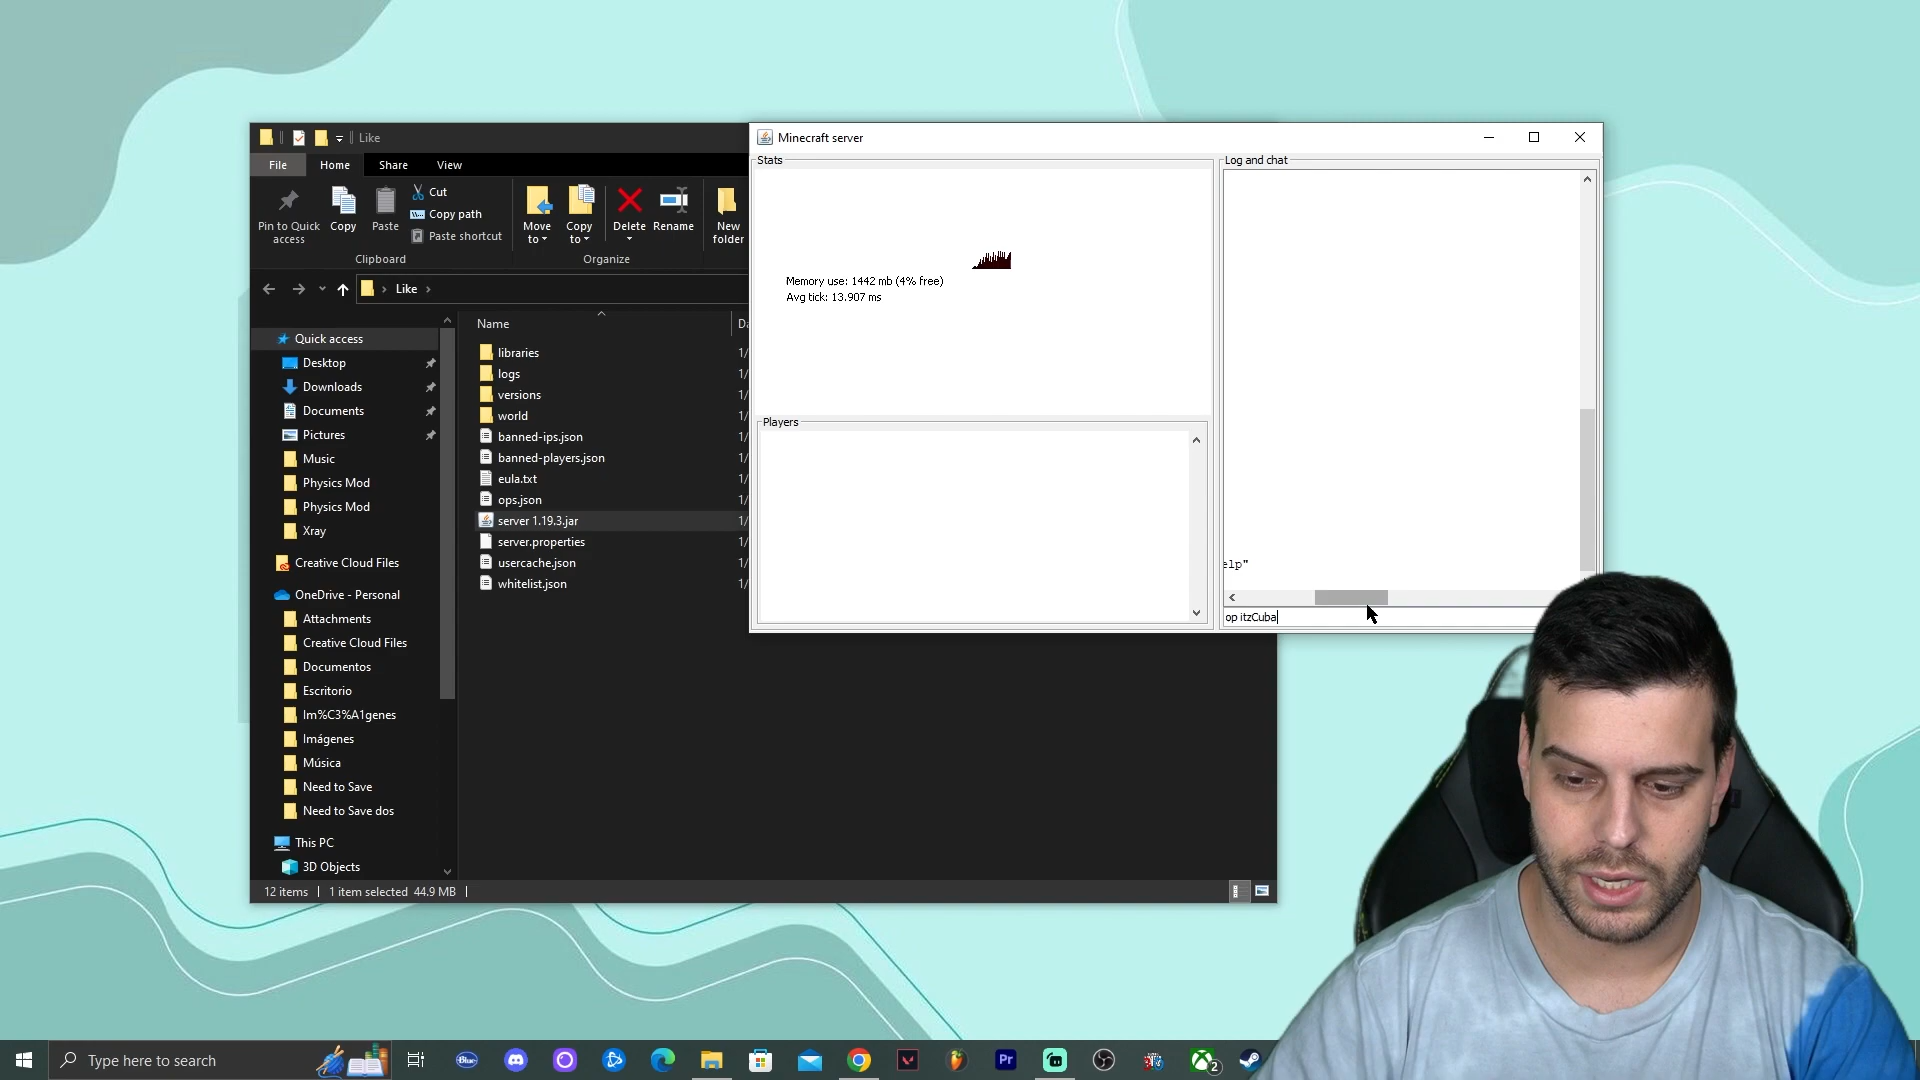 Like
File
Home
Share
View
Pin to Quick access
Copy
Paste
Cut
Copy path
Paste shortcut
Move to
Copy to
Delete
Rename
New folder
Clipboard
Organize
Like
Quick access
Desktop
Downloads
Documents
Pictures
Music
Physics Mod
Physics Mod
Xray
Creative Cloud Files
OneDrive - Personal
Attachments
Creative Cloud Files
Documentos
Escritorio
Im%C3%A1genes
Imágenes
Música
Need to Save
Need to Save dos
This PC
3D Objects
Name
libraries
logs
versions
world
banned-ips.json
banned-players.json
eula.txt
ops.json
server 1.19.3.jar
server.properties
usercache.json
whitelist.json
12 items
1 item selected 44.9 MB
Minecraft server
Stats
Memory use: 1442 mb (4% free)
Avg tick: 13.907 ms
Players
Log and chat
elp"
op itzCuba
Type here to search
Blue
Pr
2